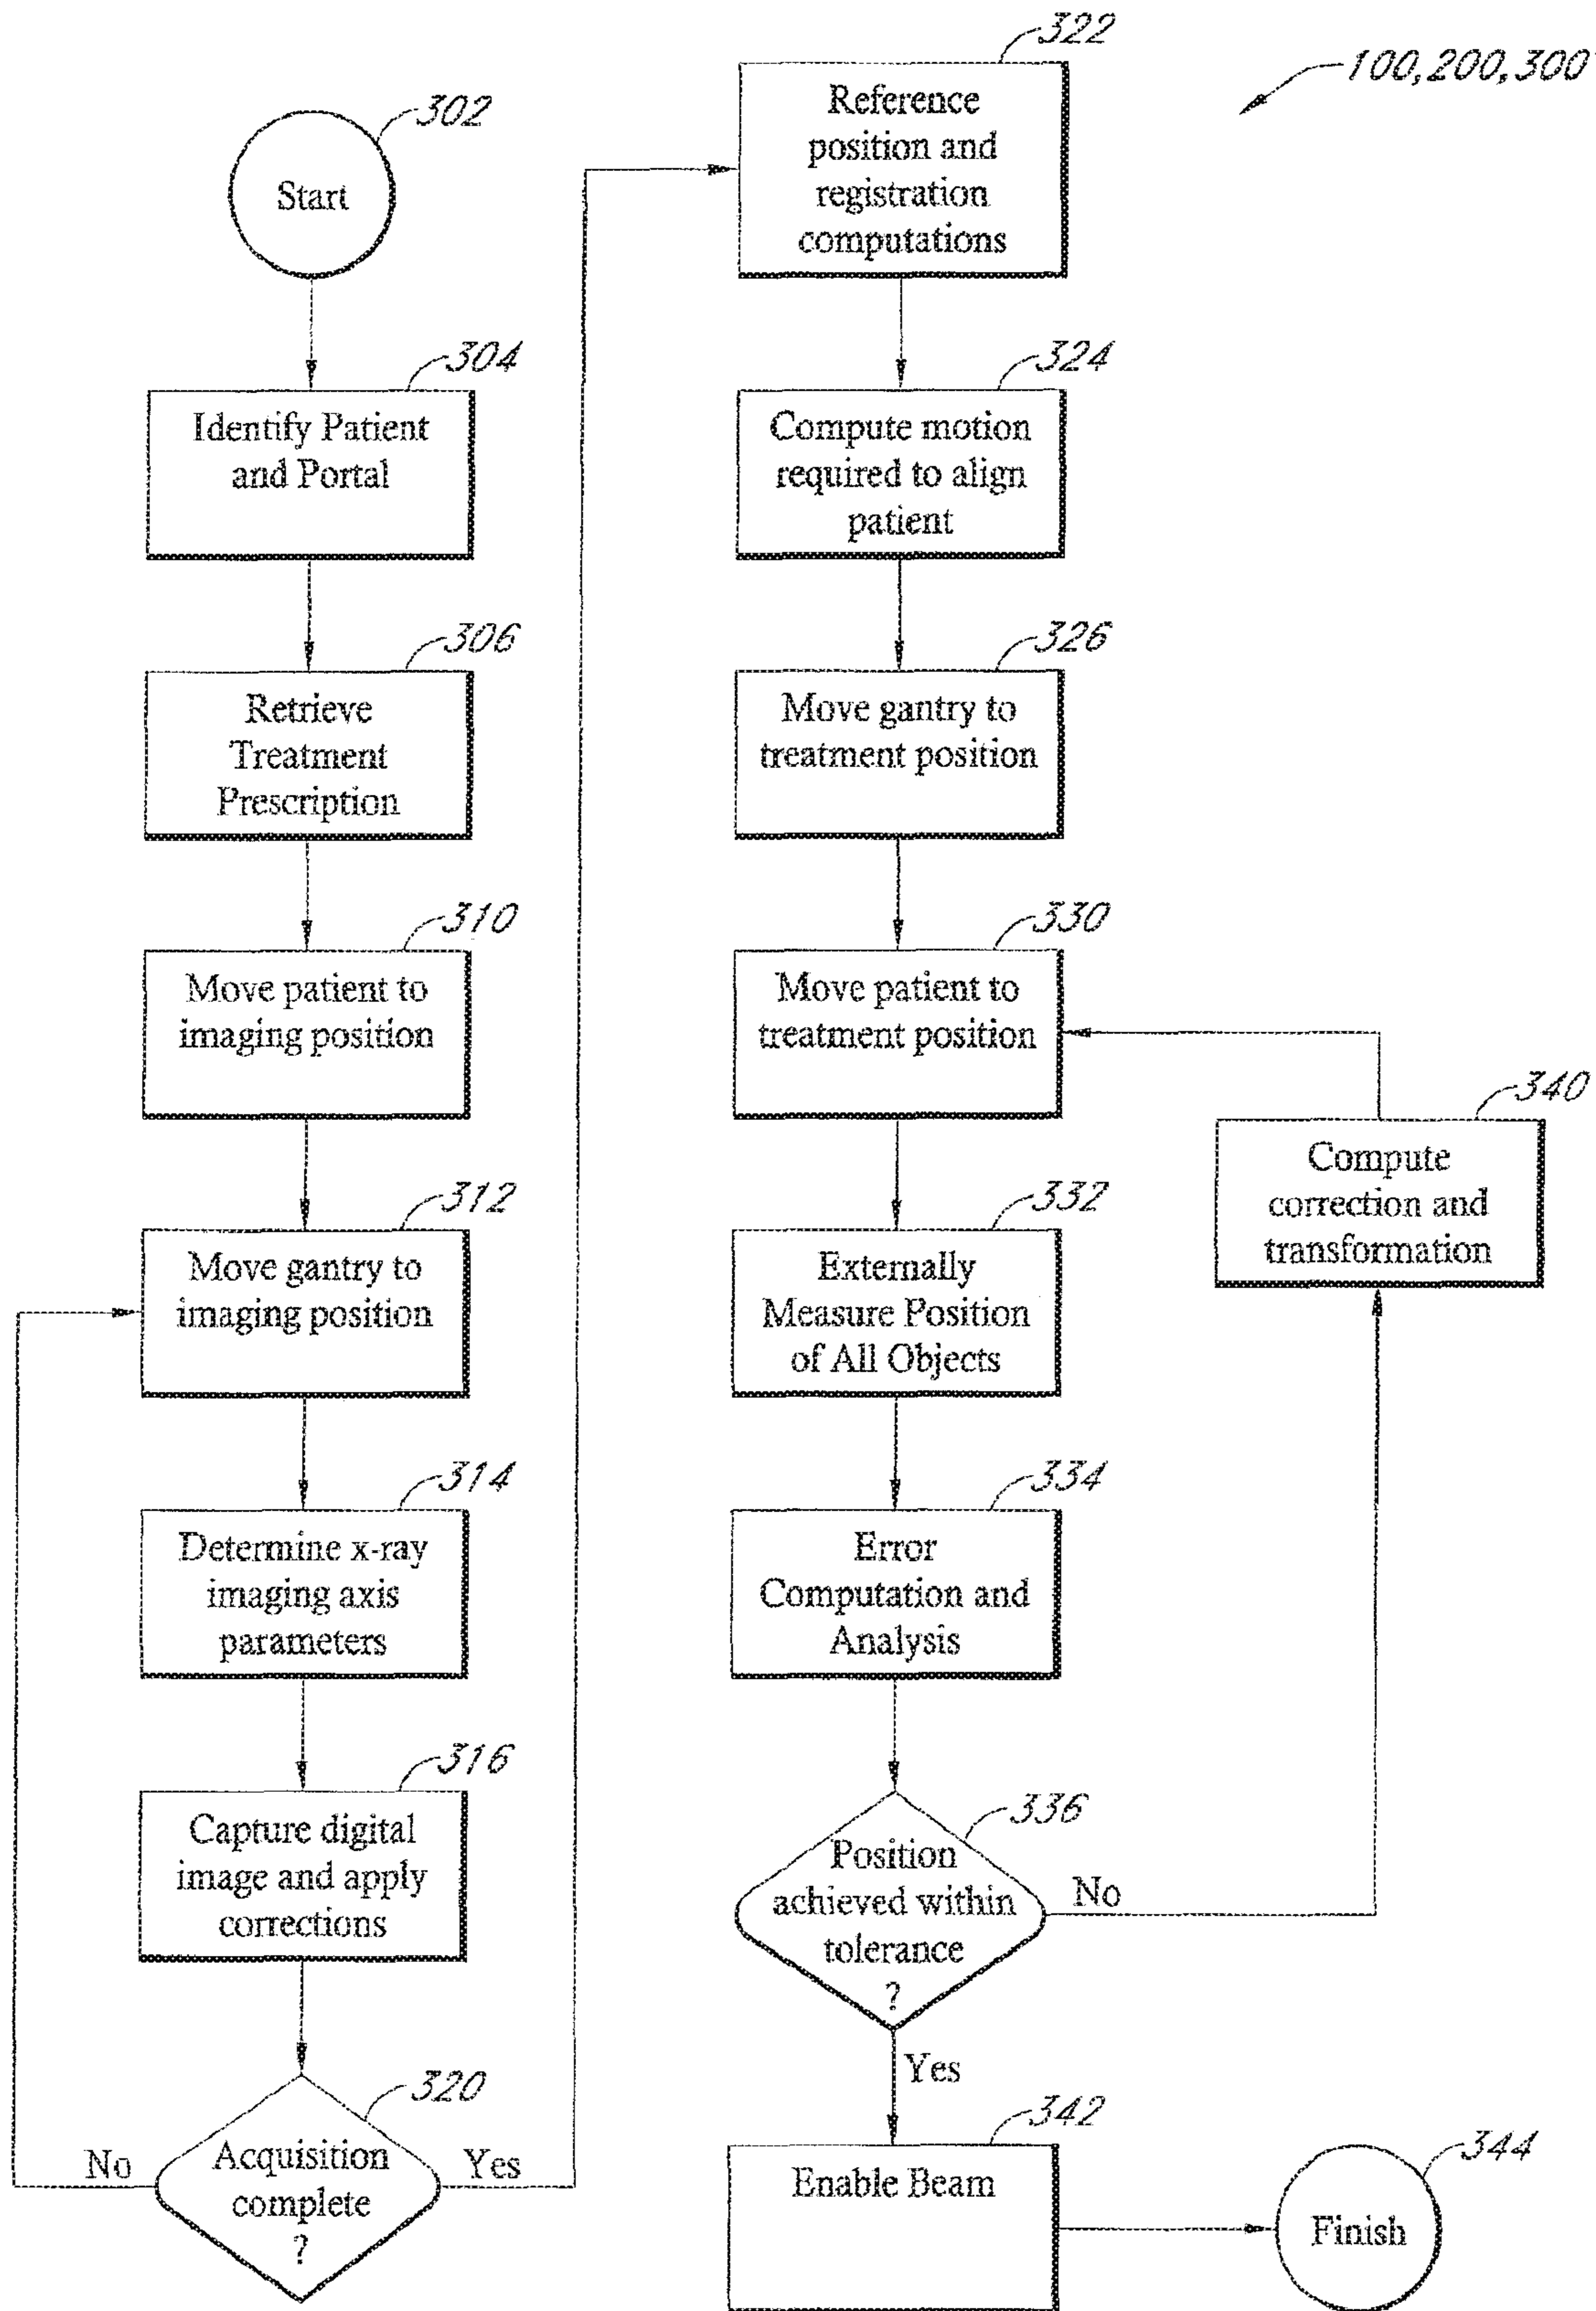 302
Start
304
Identify Patient
and Portal
306
Retrieve
Treatment
Prescription
310
Move patient to
imaging position
312
Move gantry to
imaging position
314
Determine x-ray
imaging axis
parameters
316
Capture digital
image and apply
corrections
320
No
Acquisition
complete
?
Yes
322
Reference
position and
registration
computations
100,200,300
324
Compute motion
required to align
patient
326
Move gantry to
treatment position
330
Move patient to
treatment position
340
Compute
correction and
transformation
332
Externally
Measure Position
of All Objects
334
Error
Computation and
Analysis
336
Position
achieved within
tolerance
?
No
Yes
342
Enable Beam
344
Finish